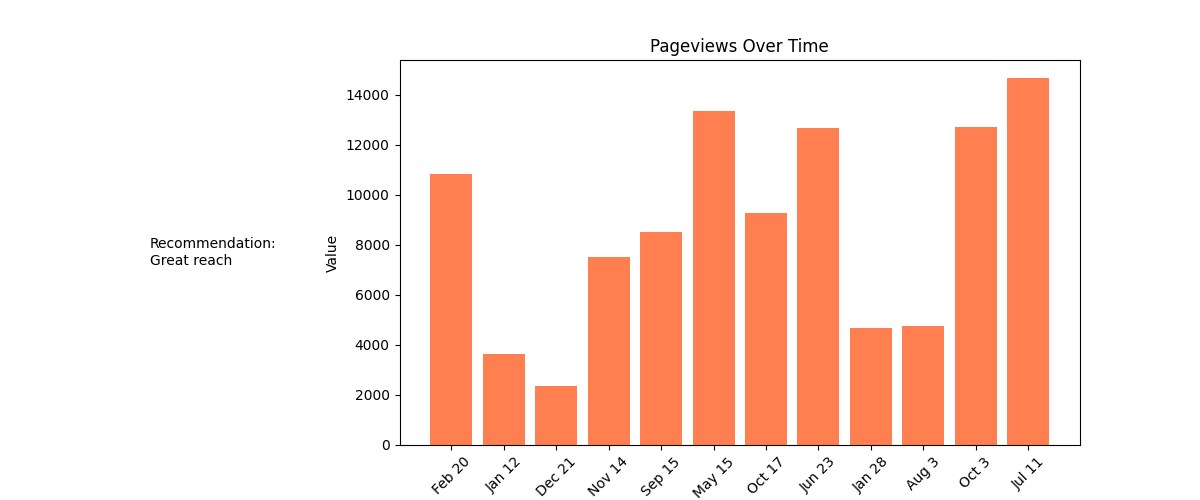 Pageviews Over Time
Recommendation:
Great reach
Value
14000
12000
10000
8000
6000
4000
2000
0
Feb 20
Jan 12
Dec 21
Nov 14
Sep 15
May 15
Oct 17
Jun 23
Jan 28
Aug 3
Oct 3
Jul 11